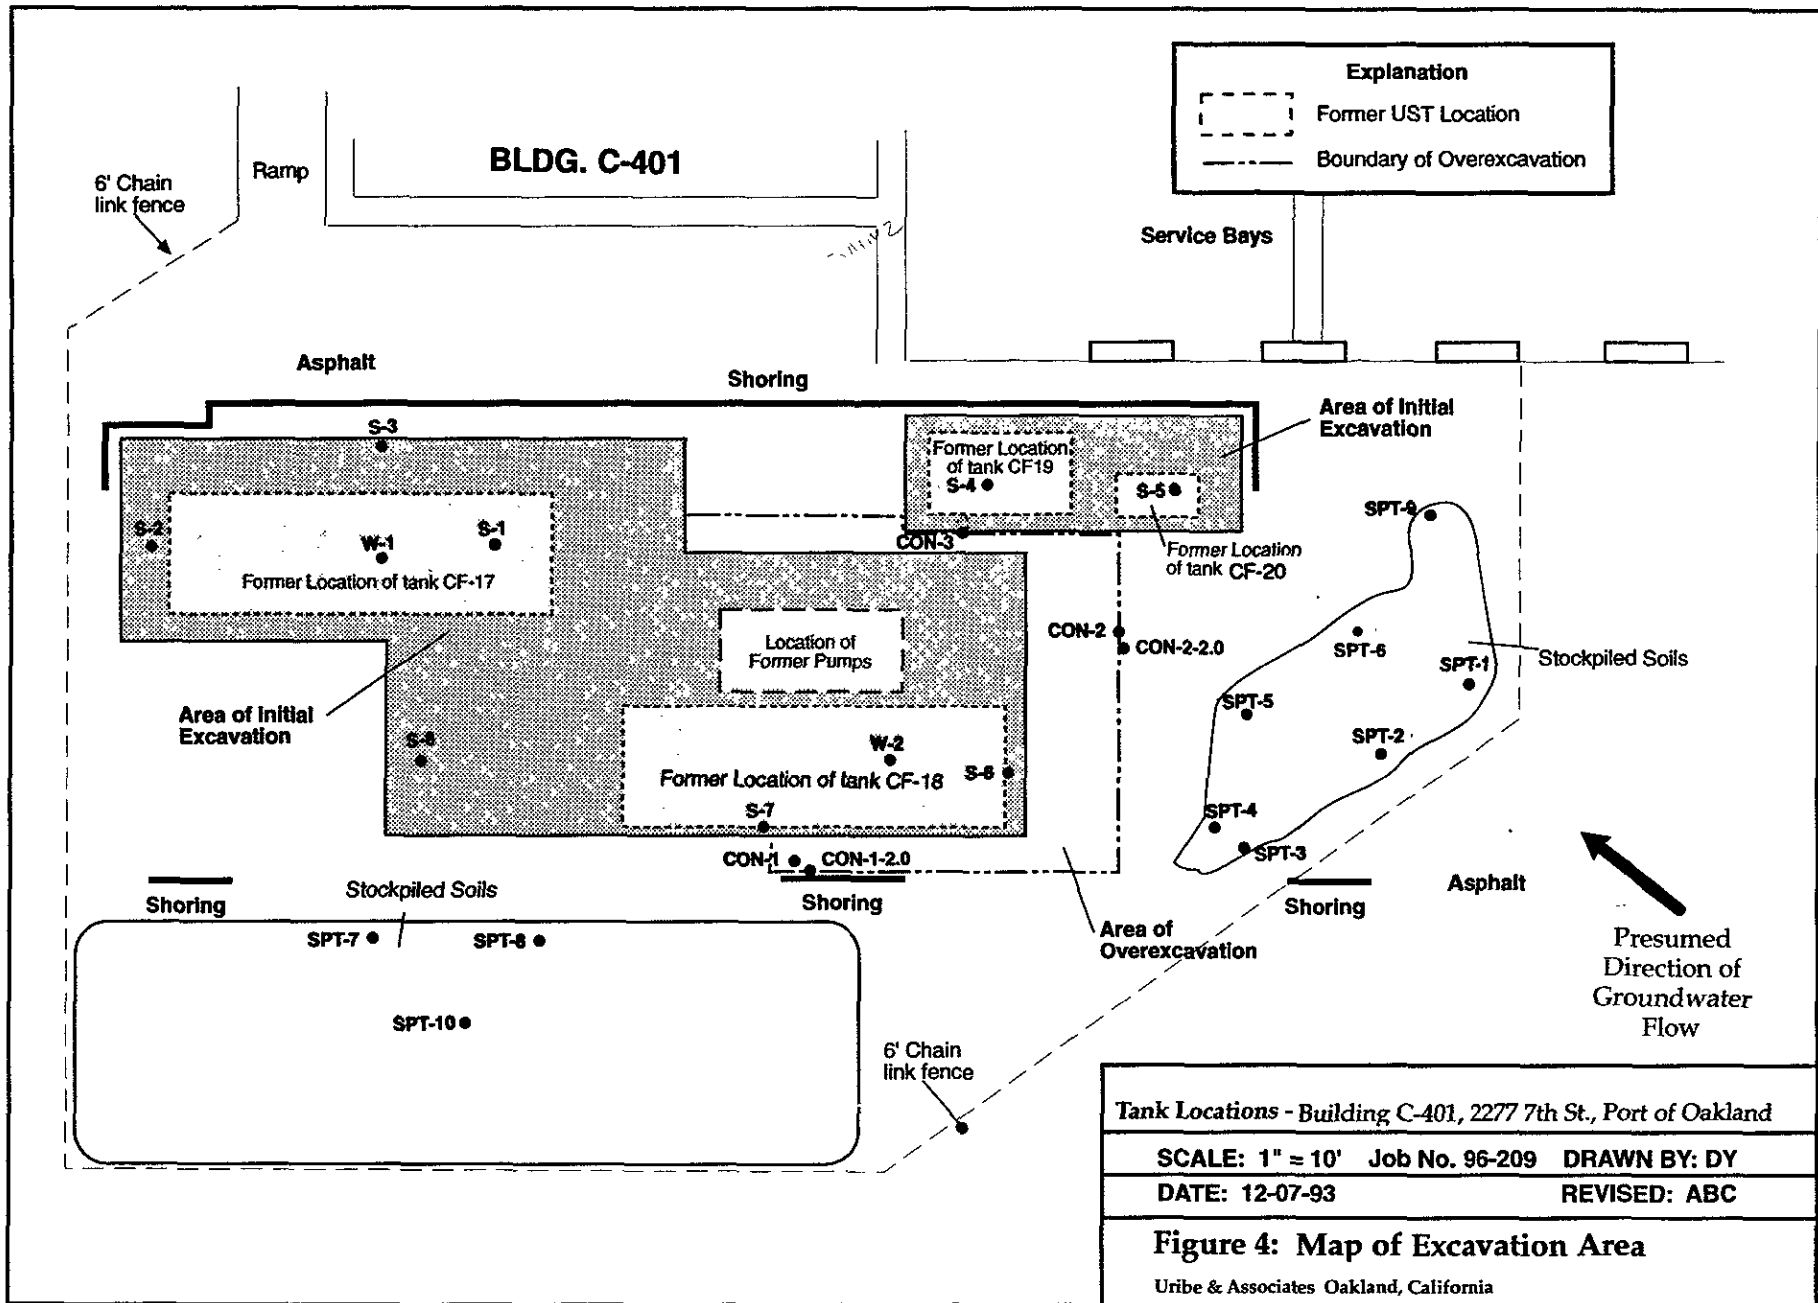 Explanation
Former UST Location
Boundary of Overexcavation
BLDG. C-401
Ramp
6' Chain
link fence
Service Bays
Asphalt
Shoring
Area of Initial
Excavation
S-3
Former Location
of tank CF19
S-4
S-5
SPT-9
S-2
W-1
S-1
CON-3
Former Location
of tank CF-20
Former Location of tank CF-17
Location of
Former Pumps
CON-2
CON-2-2.0
SPT-6
SPT-1
Stockpiled Soils
Area of Initial
Excavation
SPT-5
S-8
W-2
SPT-2
Former Location of tank CF-18
S-6
S-7
SPT-4
SPT-3
CON-1
CON-1-2.0
Stockpiled Soils
Shoring
Shoring
Shoring
Asphalt
Area of
Overexcavation
SPT-7
SPT-8
SPT-10
Presumed
Direction of
Groundwater
Flow
6' Chain
link fence
Tank Locations - Building C-401, 2277 7th St., Port of Oakland
SCALE: 1" = 10' Job No. 96-209 DRAWN BY: DY
DATE: 12-07-93 REVISED: ABC
Figure 4: Map of Excavation Area
Uribe & Associates Oakland, California